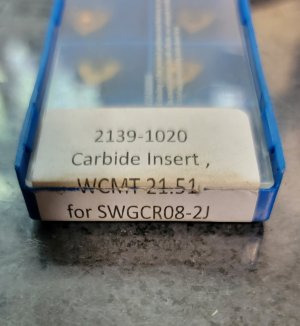 2139-1020
Carbide Insert ,
WCMT 21.51
for SWGCR08-2J